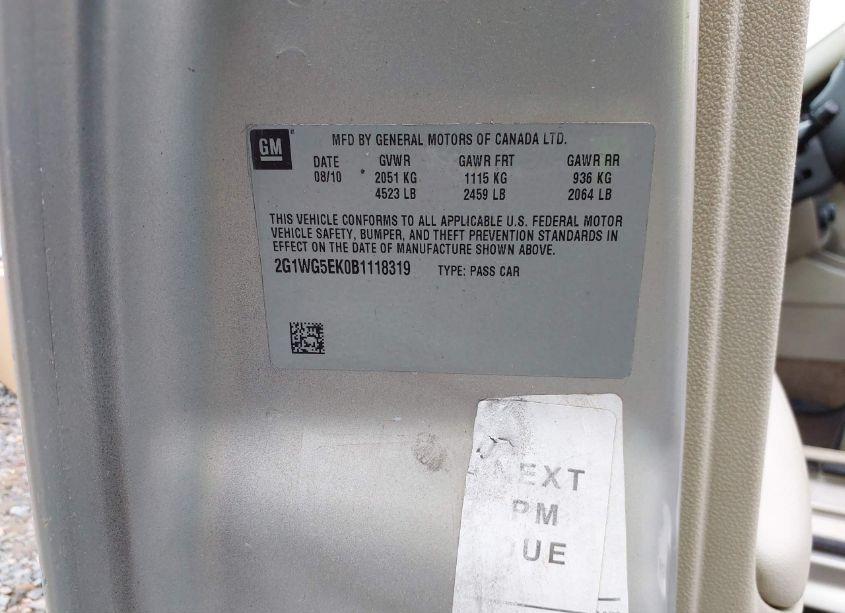 GM
MFD BY GENERAL MOTORS OF CANADA LTD.
DATE GVWR GAWR FRT GAWR RR
08/10 2051 KG 1115 KG 936 KG
4523 LB 2459 LB 2064 LB
THIS VEHICLE CONFORMS TO ALL APPLICABLE U.S. FEDERAL MOTOR
VEHICLE SAFETY, BUMPER, AND THEFT PREVENTION STANDARDS IN
EFFECT ON THE DATE OF MANUFACTURE SHOWN ABOVE.
2G1WG5EK0B1118319 TYPE: PASS CAR
NEXT
PM
DUE